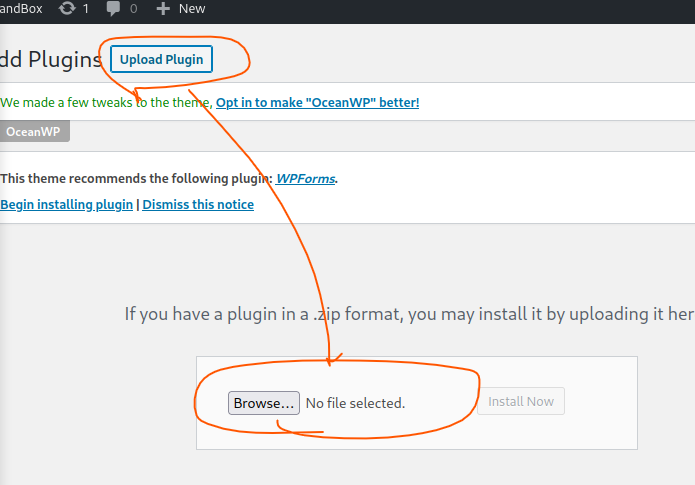 andBox 1 0 New
dd Plugins Upload Plugin
We made a few tweaks to the theme, Opt in to make "OceanWP" better!
OceanWP
This theme recommends the following plugin: WPForms.
Begin installing plugin | Dismiss this notice
If you have a plugin in a .zip format, you may install it by uploading it her
Browse... No file selected. Install Now